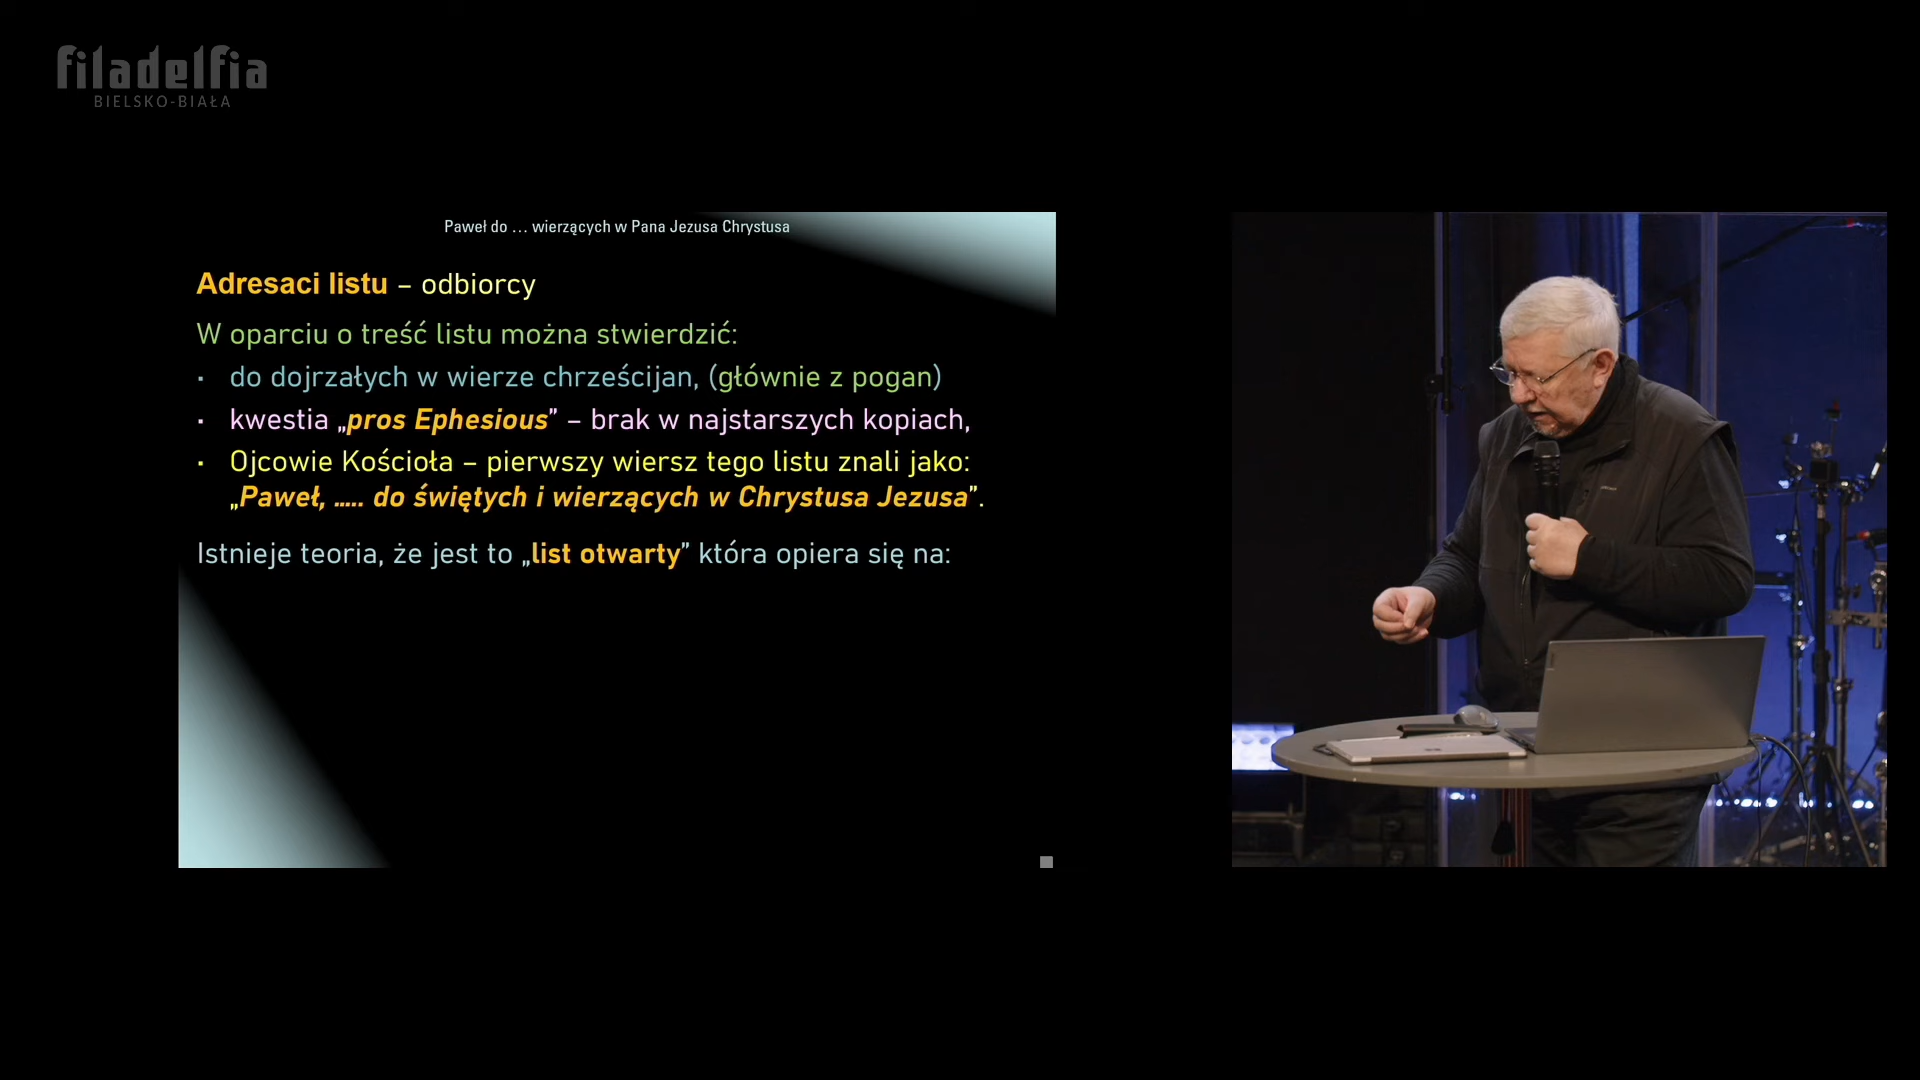 filadelfia
BIELSKO-BIAŁA
Paweł do … wierzących w Pana Jezusa Chrystusa
Adresaci listu – odbiorcy
W oparciu o treść listu można stwierdzić:
· do dojrzałych w wierze chrześcijan, (głównie z pogan)
· kwestia „pros Ephesious” – brak w najstarszych kopiach,
· Ojcowie Kościoła – pierwszy wiersz tego listu znali jako:
„Paweł, ..... do świętych i wierzących w Chrystusa Jezusa”.
Istnieje teoria, że jest to „list otwarty” która opiera się na: